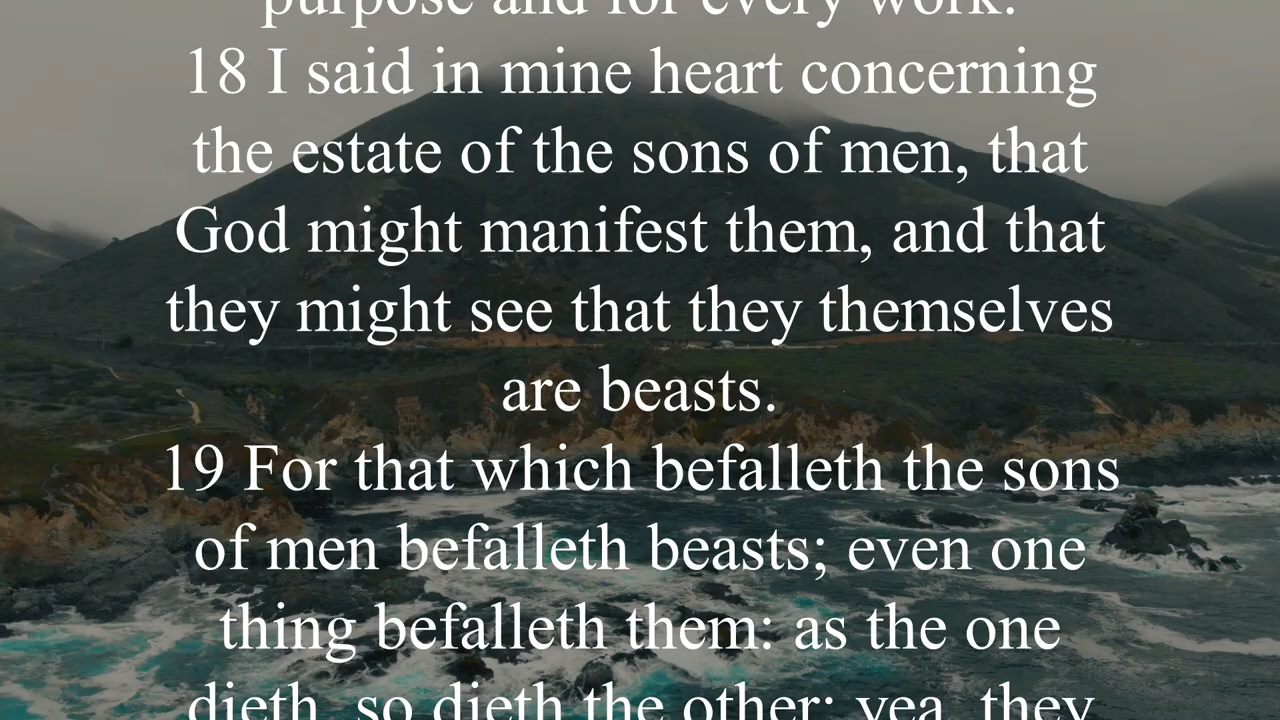 purpose and for every work.
18 I said in mine heart concerning
the estate of the sons of men, that
God might manifest them, and that
they might see that they themselves
are beasts.
19 For that which befalleth the sons
of men befalleth beasts; even one
thing befalleth them: as the one
dieth, so dieth the other; yea, they